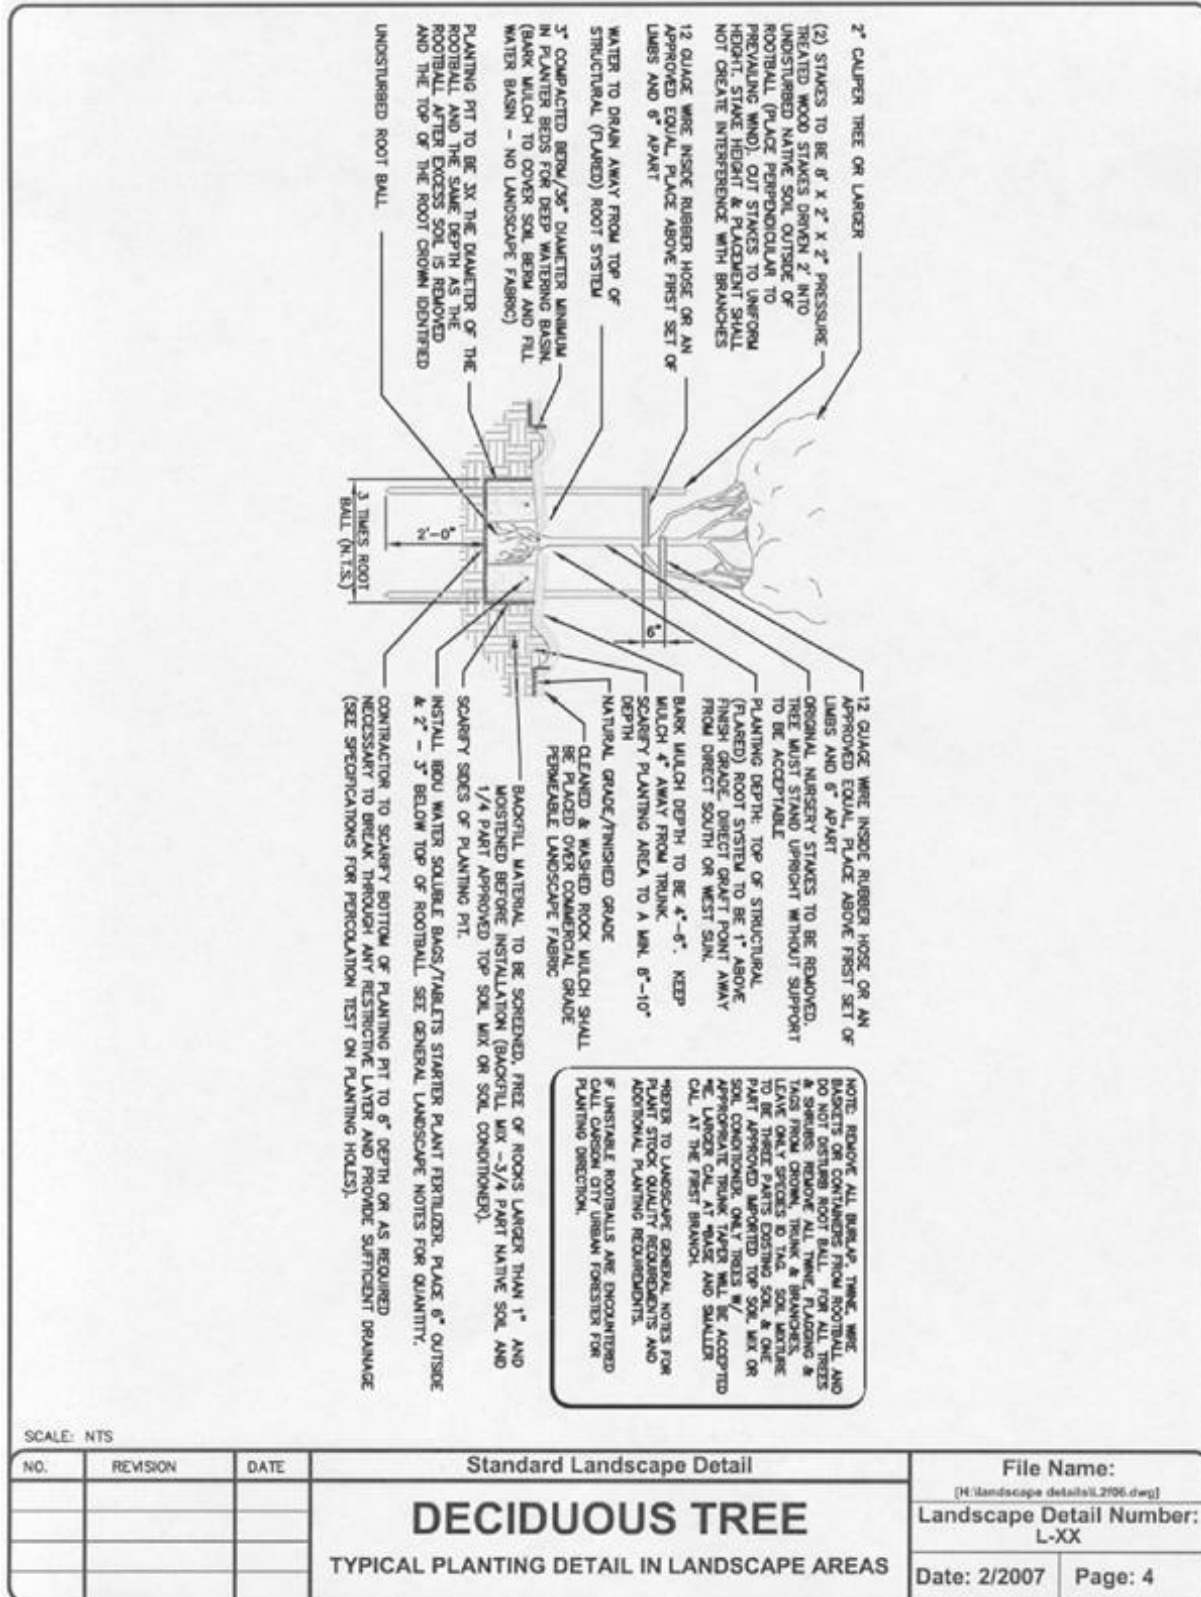 2" CALIPER TREE OR LARGER
(2) STAKES TO BE 8' X 2" X 2" PRESSURE
TREATED WOOD STAKES DRIVEN 2' INTO
UNDISTURBED NATIVE SOIL OUTSIDE OF
ROOTBALL (PLACE PERPENDICULAR TO
PREVAILING WIND). CUT STAKES TO UNIFORM
HEIGHT. STAKE HEIGHT & PLACEMENT SHALL
NOT CREATE INTERFERENCE WITH BRANCHES
12 GUAGE WIRE INSIDE RUBBER HOSE OR AN
APPROVED EQUAL, PLACE ABOVE FIRST SET OF
LIMBS AND 6" APART
WATER TO DRAIN AWAY FROM TOP OF
STRUCTURAL (FLARED) ROOT SYSTEM
3" COMPACTED BERM/36" DIAMETER MINIMUM
IN PLANTER BEDS FOR DEEP WATERING BASIN.
(BARK MULCH TO COVER SOIL BERM AND FILL
WATER BASIN - NO LANDSCAPE FABRIC)
PLANTING PIT TO BE 3X THE DIAMETER OF THE
ROOTBALL AND THE SAME DEPTH AS THE
ROOTBALL AFTER EXCESS SOIL IS REMOVED
AND THE TOP OF THE ROOT CROWN IDENTIFIED
UNDISTURBED ROOT BALL
6"
2'-0"
3 TIMES ROOT
BALL (N.T.S.)
12 GUAGE WIRE INSIDE RUBBER HOSE OR AN
APPROVED EQUAL, PLACE ABOVE FIRST SET OF
LIMBS AND 6" APART
ORIGINAL NURSERY STAKES TO BE REMOVED.
TREE MUST STAND UPRIGHT WITHOUT SUPPORT
TO BE ACCEPTABLE
PLANTING DEPTH: TOP OF STRUCTURAL
(FLARED) ROOT SYSTEM TO BE 1" ABOVE
FINISH GRADE. DIRECT GRAFT POINT AWAY
FROM DIRECT SOUTH OR WEST SUN.
BARK MULCH DEPTH TO BE 4"-6". KEEP
MULCH 4" AWAY FROM TRUNK.
SCARIFY PLANTING AREA TO A MIN. 8"-10"
DEPTH
NATURAL GRADE/FINISHED GRADE
CLEANED & WASHED ROCK MULCH SHALL
BE PLACED OVER COMMERCIAL GRADE
PERMEABLE LANDSCAPE FABRIC
BACKFILL MATERIAL TO BE SCREENED, FREE OF ROCKS LARGER THAN 1" AND
MOISTENED BEFORE INSTALLATION (BACKFILL MIX -3/4 PART NATIVE SOIL AND
1/4 PART APPROVED TOP SOIL MIX OR SOIL CONDITIONER).
SCARIFY SIDES OF PLANTING PIT.
INSTALL IBDU WATER SOLUBLE BAGS/TABLETS STARTER PLANT FERTILIZER. PLACE 6" OUTSIDE
& 2" - 3" BELOW TOP OF ROOTBALL. SEE GENERAL LANDSCAPE NOTES FOR QUANTITY.
CONTRACTOR TO SCARIFY BOTTOM OF PLANTING PIT TO 6" DEPTH OR AS REQUIRED
NECESSARY TO BREAK THROUGH ANY RESTRICTIVE LAYER AND PROVIDE SUFFICIENT DRAINAGE
(SEE SPECIFICATIONS FOR PERCOLATION TEST ON PLANTING HOLES).
NOTE: REMOVE ALL BURLAP, TWINE, WIRE
BASKETS OR CONTAINERS FROM ROOTBALL AND
DO NOT DISTURB ROOT BALL. FOR ALL TREES
& SHRUBS: REMOVE ALL TWINE, FLAGGING &
TAGS FROM CROWN, TRUNK & BRANCHES,
LEAVE ONLY SPECIES ID TAG. SOIL MIXTURE
TO BE THREE PARTS EXISTING SOIL & ONE
PART APPROVED IMPORTED TOP SOIL MIX OR
SOIL CONDITIONER. ONLY TREES W/
APPROPRIATE TRUNK TAPER WILL BE ACCEPTED
*IE. LARGER CAL. AT *BASE AND SMALLER
CAL. AT THE FIRST BRANCH.
*REFER TO LANDSCAPE GENERAL NOTES FOR
PLANT STOCK QUALITY REQUIREMENTS AND
ADDITIONAL PLANTING REQUIREMENTS.
IF UNSTABLE ROOTBALLS ARE ENCOUNTERED
CALL CARSON CITY URBAN FORESTER FOR
PLANTING DIRECTION.
SCALE: NTS
NO. REVISION DATE
Standard Landscape Detail
DECIDUOUS TREE
TYPICAL PLANTING DETAIL IN LANDSCAPE AREAS
File Name:
[H:\landscape details\L2f06.dwg]
Landscape Detail Number:
L-XX
Date: 2/2007 Page: 4